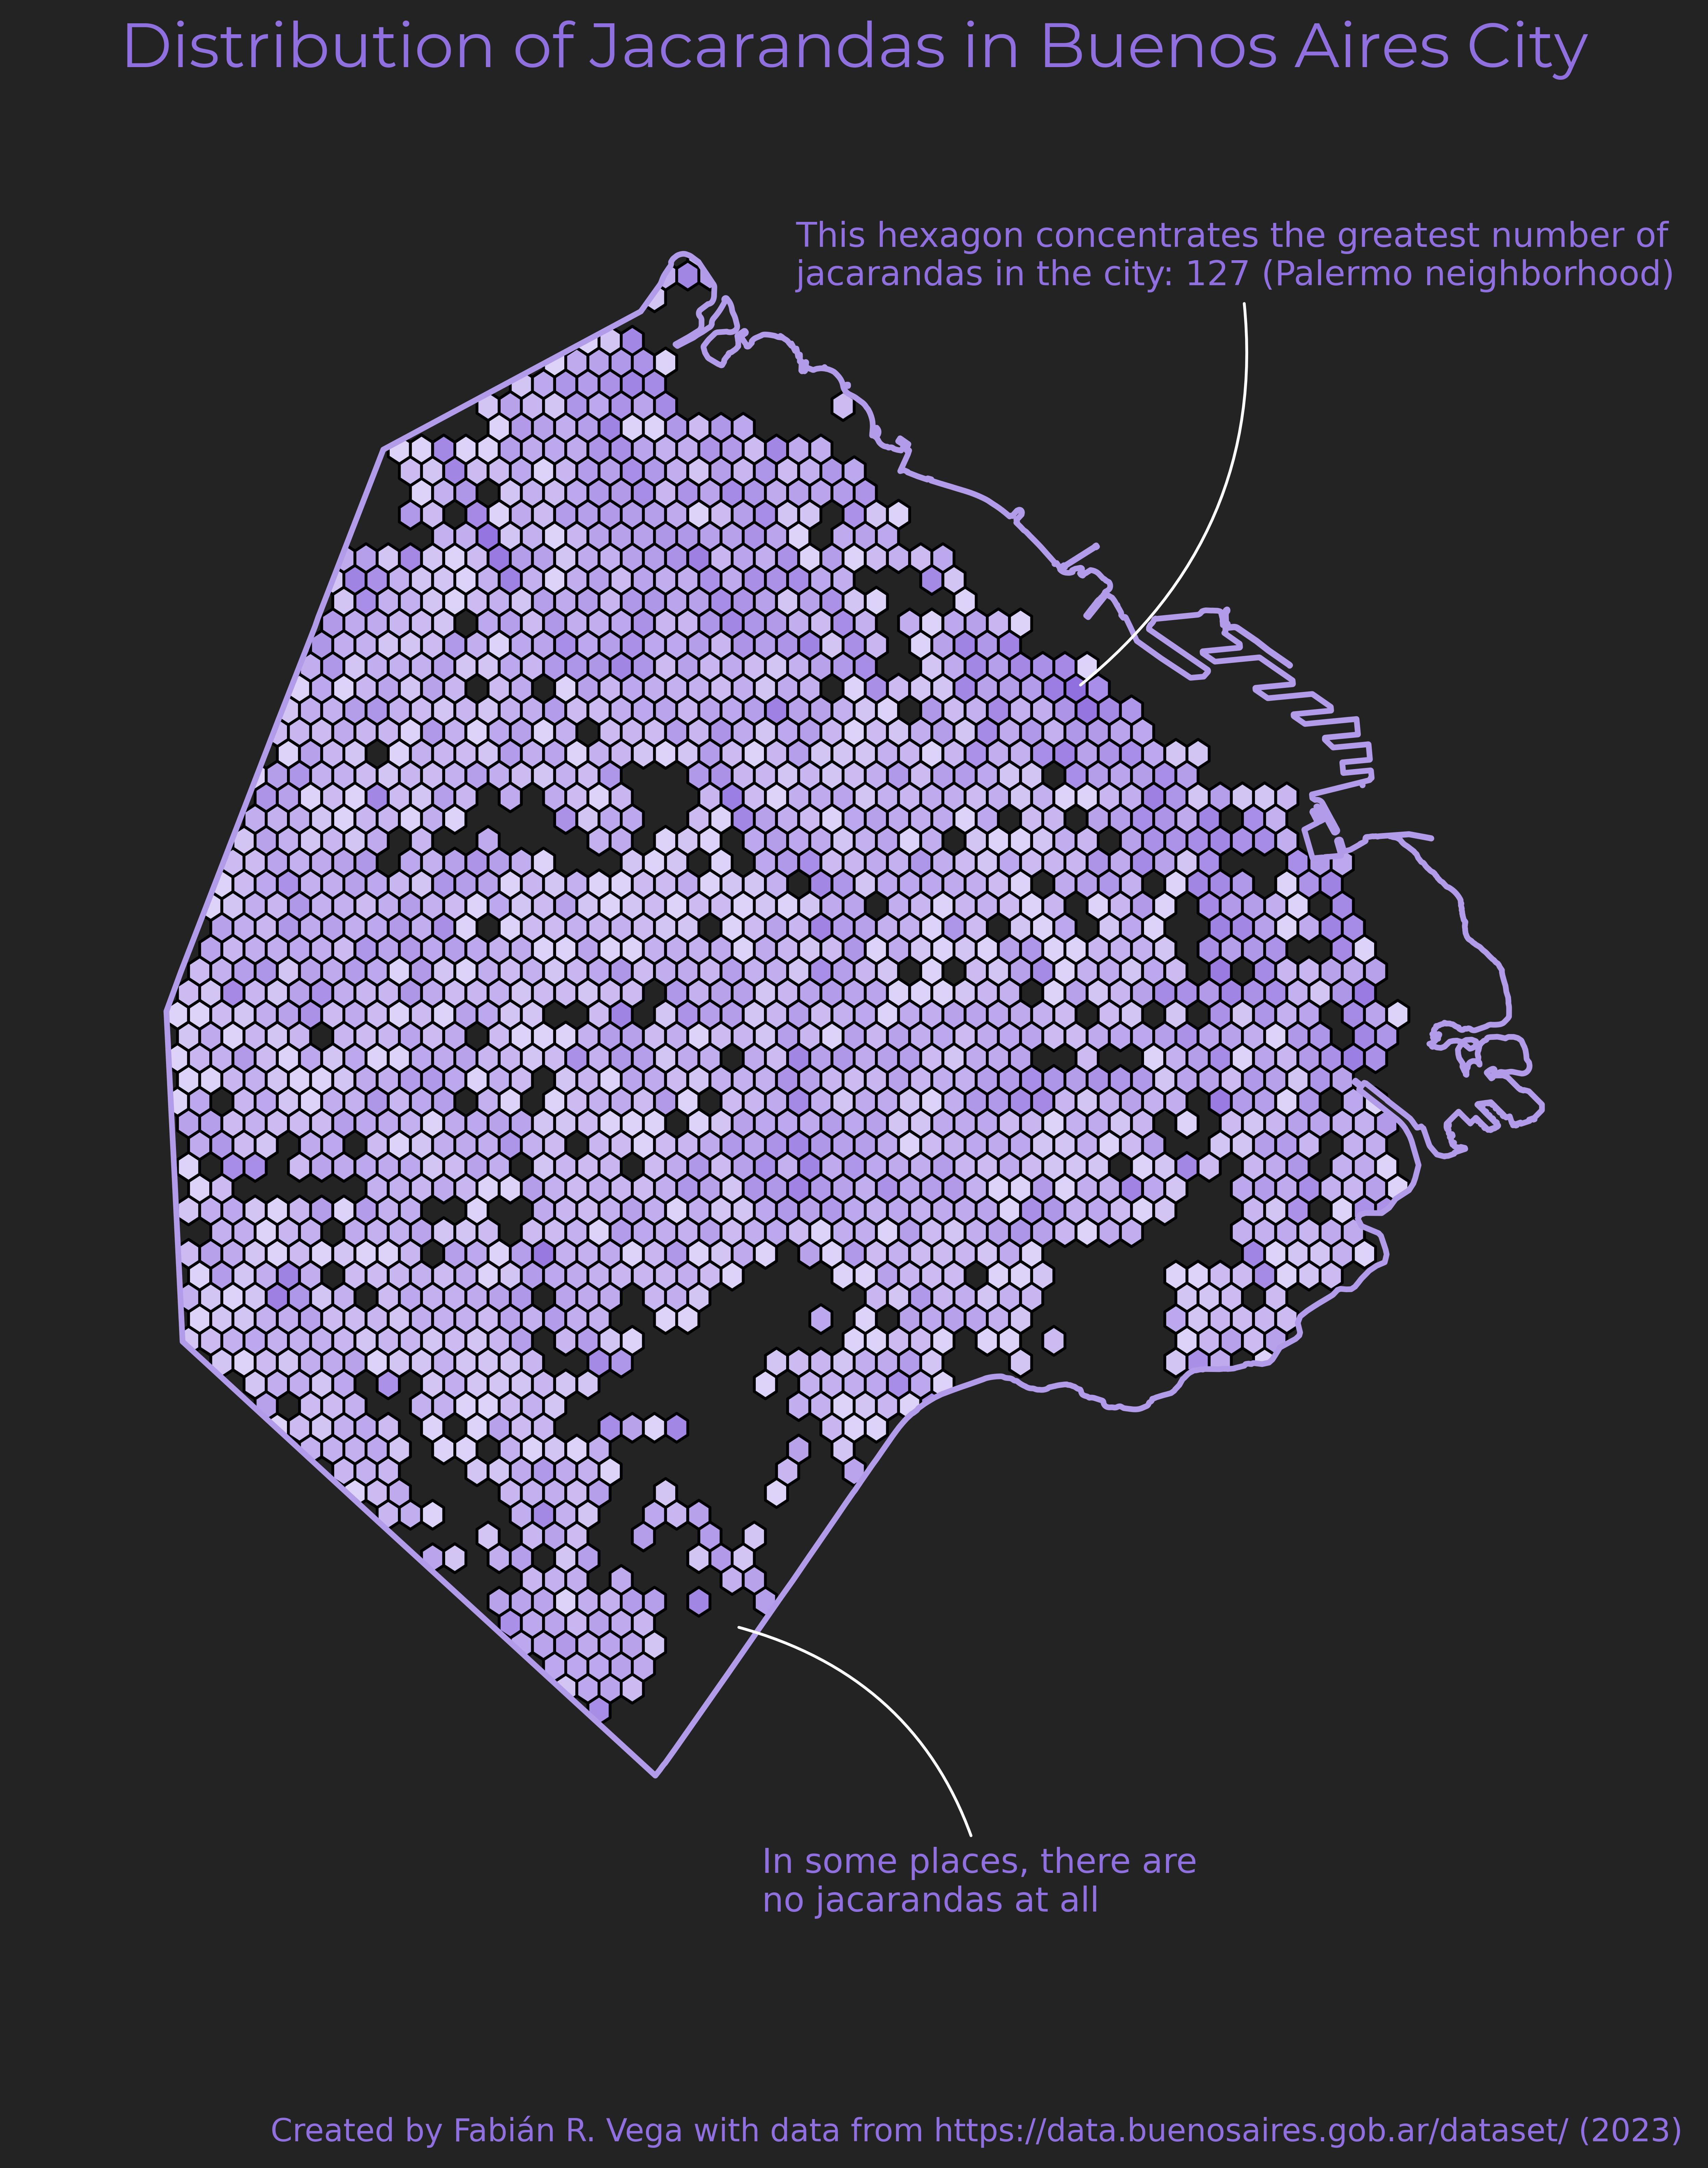 Distribution of Jacarandas in Buenos Aires City
This hexagon concentrates the greatest number of
jacarandas in the city: 127 (Palermo neighborhood)
In some places, there are
no jacarandas at all
Created by Fabián R. Vega with data from https://data.buenosaires.gob.ar/dataset/ (2023)